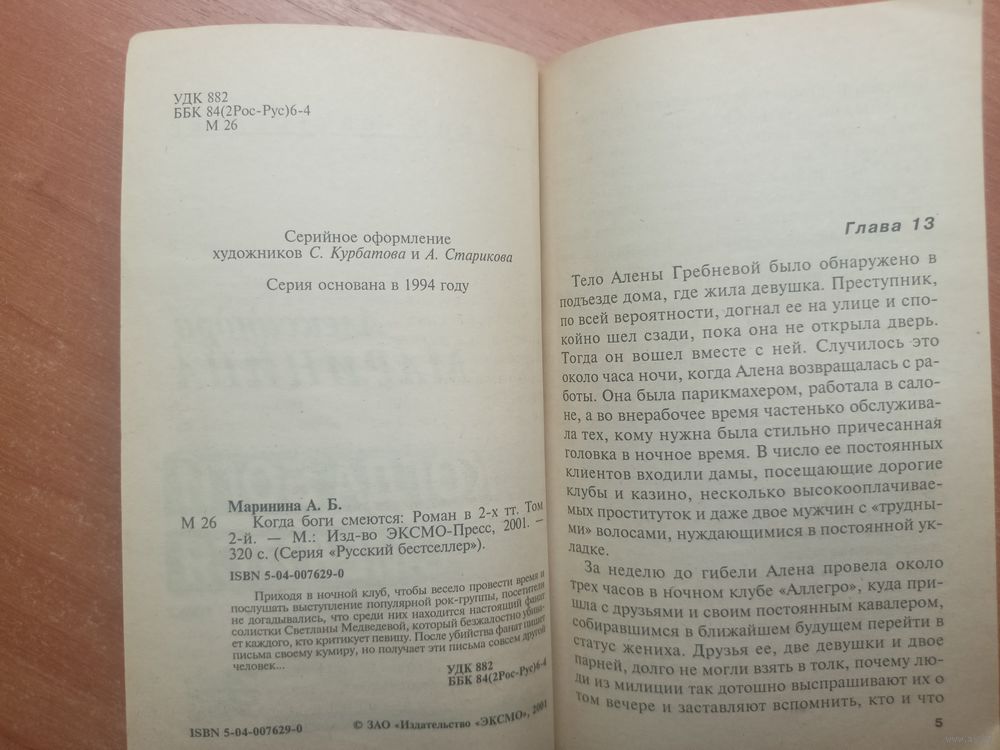 УДК 882
ББК 84(2Рос-Рус)6-4
М 26
Серийное оформление
художников С. Курбатова и А. Старикова
Серия основана в 1994 году
Маринина А. Б.
М 26 Когда боги смеются: Роман в 2-х тт. Том
2-й. — М.: Изд-во ЭКСМО-Пресс, 2001. —
320 с. (Серия «Русский бестселлер»).
ISBN 5-04-007629-0
Приходя в ночной клуб, чтобы весело провести время и
послушать выступление популярной рок-группы, посетители
не догадывались, что среди них находится настоящий фанат
солистки Светланы Медведевой, который безжалостно убива-
ет каждого, кто критикует певицу. После убийства фанат пишет
письма своему кумиру, но получает эти письма совсем другой
человек...
УДК 882
ББК 84(2Рос-Рус)6-4
ISBN 5-04-007629-0
© ЗАО «Издательство «ЭКСМО», 2001
Глава 13
Тело Алены Гребневой было обнаружено в
подъезде дома, где жила девушка. Преступник,
по всей вероятности, догнал ее на улице и спо-
койно шел сзади, пока она не открыла дверь.
Тогда он вошел вместе с ней. Случилось это
около часа ночи, когда Алена возвращалась с ра-
боты. Она была парикмахером, работала в сало-
не, а во внерабочее время частенько обслужива-
ла тех, кому нужна была стильно причесанная
головка в ночное время. В число ее постоянных
клиентов входили дамы, посещающие дорогие
клубы и казино, несколько высокооплачивае-
мых проституток и даже двое мужчин с «трудны-
ми» волосами, нуждающимися в постоянной ук-
ладке.
За неделю до гибели Алена провела около
трех часов в ночном клубе «Аллегро», куда при-
шла с друзьями и своим постоянным кавалером,
собиравшимся в ближайшем будущем перейти в
статус жениха. Друзья ее, две девушки и двое
парней, долго не могли взять в толк, почему лю-
ди из милиции так дотошно выспрашивают их о
том вечере и заставляют вспомнить, кто и что
5